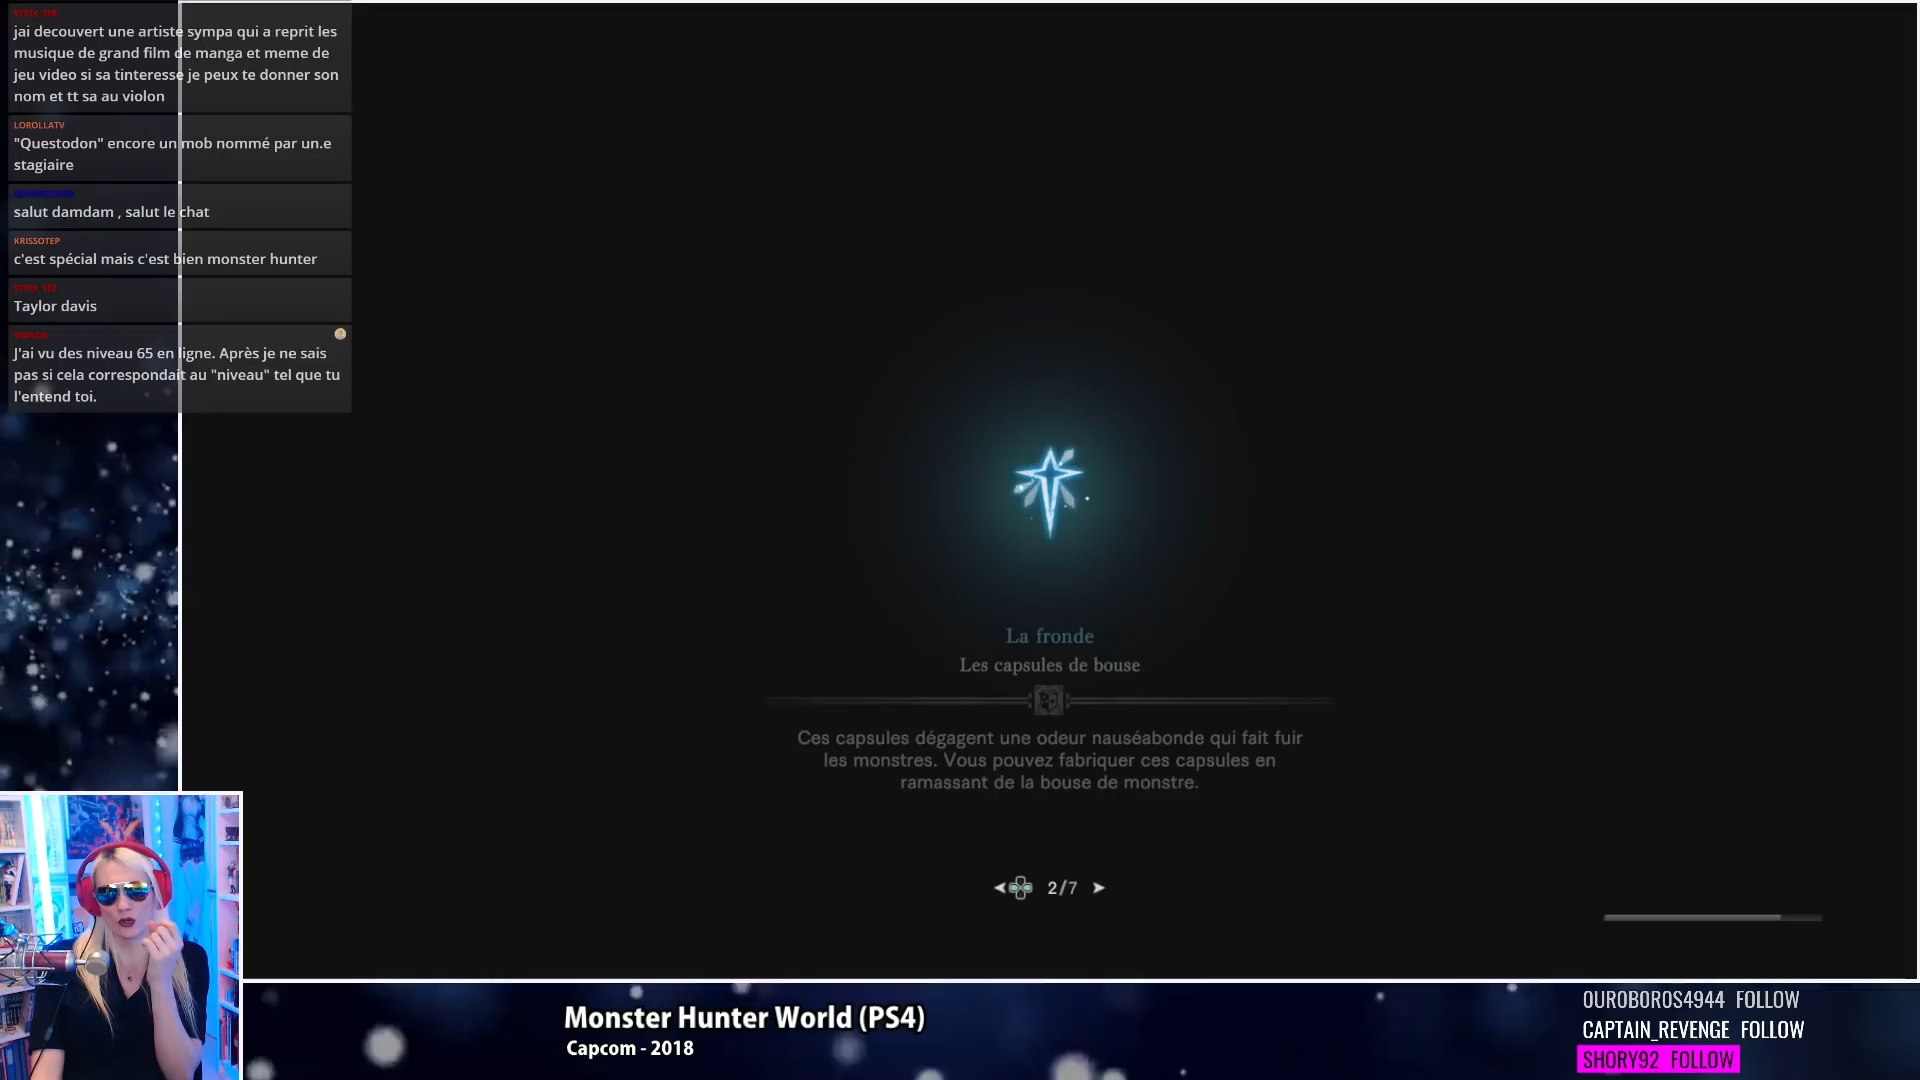 STRIX_1ER
jai decouvert une artiste sympa qui a reprit les
musique de grand film de manga et meme de
jeu video si sa tinteresse je peux te donner son
nom et tt sa au violon
LOROLLATV
"Questodon" encore un mob nommé par un.e
stagiaire
salut damdam , salut le chat
KRISSOTEP
c'est spécial mais c'est bien monster hunter
STRIX_1ER
Taylor davis
J'ai vu des niveau 65 en ligne. Après je ne sais
pas si cela correspondait au "niveau" tel que tu
l'entend toi.
La fronde
Les capsules de bouse
Ces capsules dégagent une odeur nauséabonde qui fait fuir
les monstres. Vous pouvez fabriquer ces capsules en
ramassant de la bouse de monstre.
2/7
Monster Hunter World (PS4)
Capcom - 2018
OUROBOROS4944 FOLLOW
CAPTAIN_REVENGE FOLLOW
SHORY92 FOLLOW